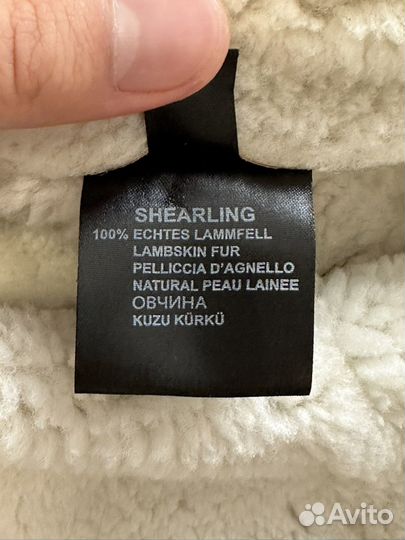 SHEARLING
100% ECHTES LAMMFELL
LAMBSKIN FUR
PELLICCIA D'AGNELLO
NATURAL PEAU LAINEE
ОВЧИНА
KUZU KÜRKÜ
Avito